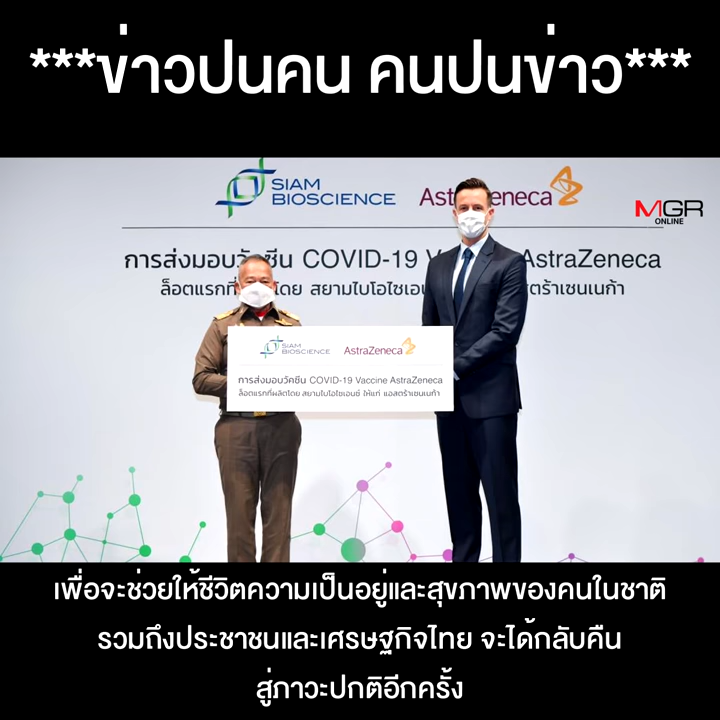 ***ข่าวปนคน คนปนข่าว***
SIAM BIOSCIENCE
AstraZeneca
MGR
ONLINE
การส่งมอบวัคซีน COVID-19 AstraZeneca
ล็อตแรกที่ โดย สยามไบโอไซเอน สตร้าเซนเนก้า
SIAM BIOSCIENCE
AstraZeneca
การส่งมอบวัคซีน COVID-19 Vaccine AstraZeneca
ล็อตแรกที่ผลิตโดย สยามไบโอไซเอนซ์ ให้แก่ แอสตร้าเซนเนก้า
เพื่อจะช่วยให้ชีวิตความเป็นอยู่และสุขภาพของคนในชาติ
รวมถึงประชาชนและเศรษฐกิจไทย จะได้กลับคืน
สู่ภาวะปกติอีกครั้ง